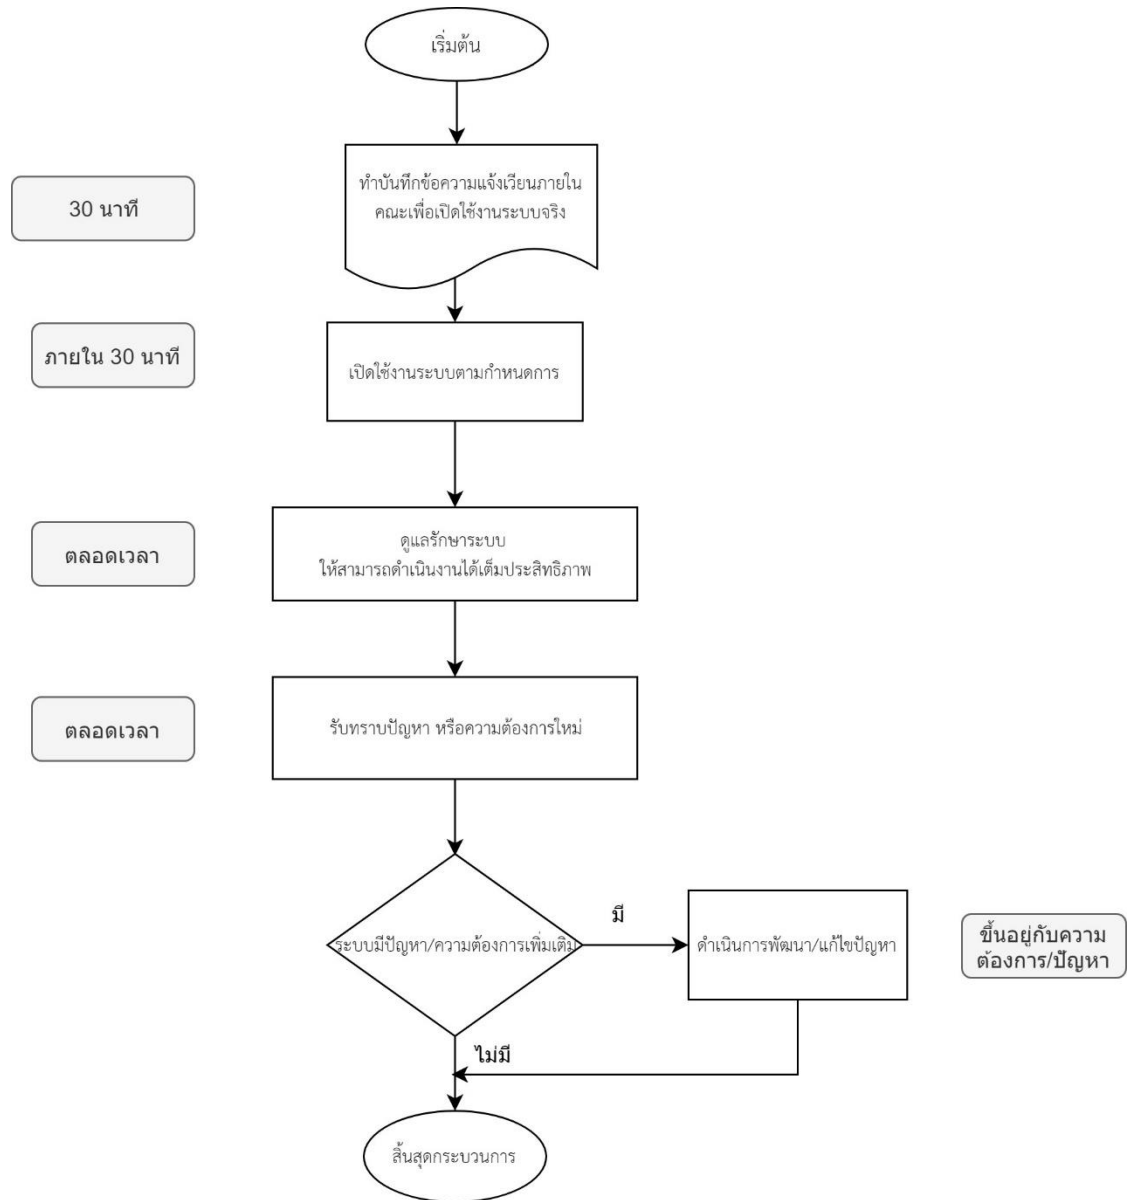 เริ่มต้น
30 นาที
ทำบันทึกข้อความแจ้งเวียนภายใน
คณะเพื่อเปิดใช้งานระบบจริง
ภายใน 30 นาที
เปิดใช้งานระบบตามกำหนดการ
ตลอดเวลา
ดูแลรักษาระบบ
ให้สามารถดำเนินงานได้เต็มประสิทธิภาพ
ตลอดเวลา
รับทราบปัญหา หรือความต้องการใหม่
ระบบมีปัญหา/ความต้องการเพิ่มเติม
มี
ดำเนินการพัฒนา/แก้ไขปัญหา
ขึ้นอยู่กับความ
ต้องการ/ปัญหา
ไม่มี
สิ้นสุดกระบวนการ